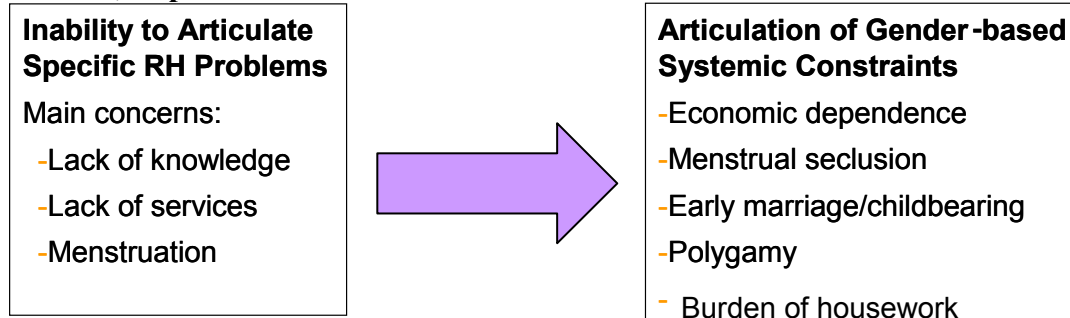 Inability to Articulate
Specific RH Problems
Main concerns:
-Lack of knowledge
-Lack of services
-Menstruation
Articulation of Gender-based
Systemic Constraints
-Economic dependence
-Menstrual seclusion
-Early marriage/childbearing
-Polygamy
- Burden of housework